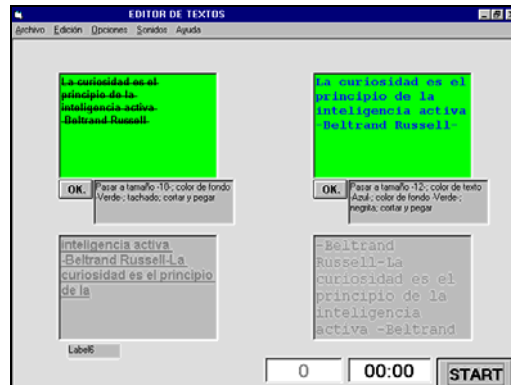 EDITOR DE TEXTOS
Archivo Edición Opciones Sonidos Ayuda
La curiosidad es el
principio de la
inteligencia activa
-Beltrand Russell-
La curiosidad es el
principio de la
inteligencia activa
-Beltrand Russell-
OK.
Pasar a tamaño -10-; color de fondo
-Verde-; tachado; cortar y pegar
OK.
Pasar a tamaño -12-; color de texto
-Azul-; color de fondo -Verde-;
negrita; cortar y pegar
inteligencia activa
-Beltrand Russell-La
curiosidad es el principio
de la
-Beltrand
Russell-La
curiosidad es el
principio de la
inteligencia
activa -Beltrand
Label6
0
00:00
START